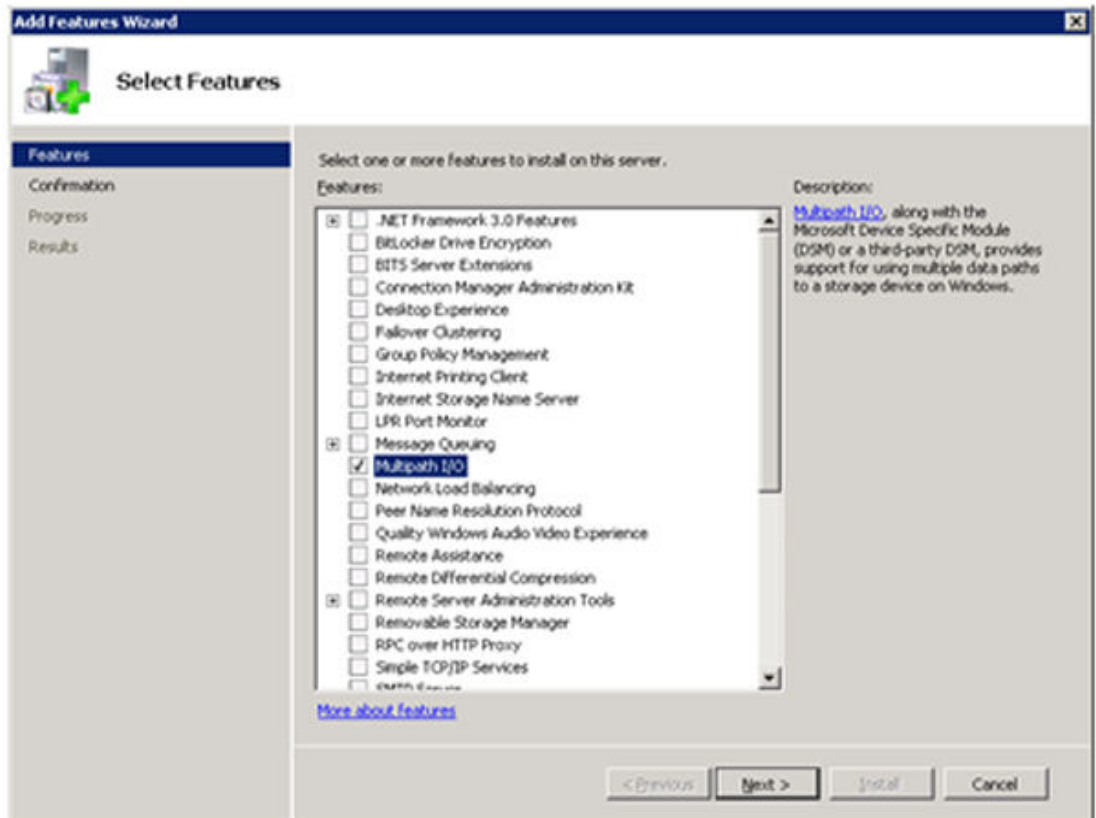 Add Features Wizard
Select Features
Features
Confirmation
Progress
Results
Select one or more features to install on this server.
Features:
.NET Framework 3.0 Features
BitLocker Drive Encryption
BITS Server Extensions
Connection Manager Administration Kit
Desktop Experience
Failover Clustering
Group Policy Management
Internet Printing Client
Internet Storage Name Server
LPR Port Monitor
Message Queuing
Multipath I/O
Network Load Balancing
Peer Name Resolution Protocol
Quality Windows Audio Video Experience
Remote Assistance
Remote Differential Compression
Remote Server Administration Tools
Removable Storage Manager
RPC over HTTP Proxy
Simple TCP/IP Services
SMTP Server
More about features
Description:
Multipath I/O, along with the
Microsoft Device Specific Module
(DSM) or a third-party DSM, provides
support for using multiple data paths
to a storage device on Windows.
< Previous
Next >
Install
Cancel